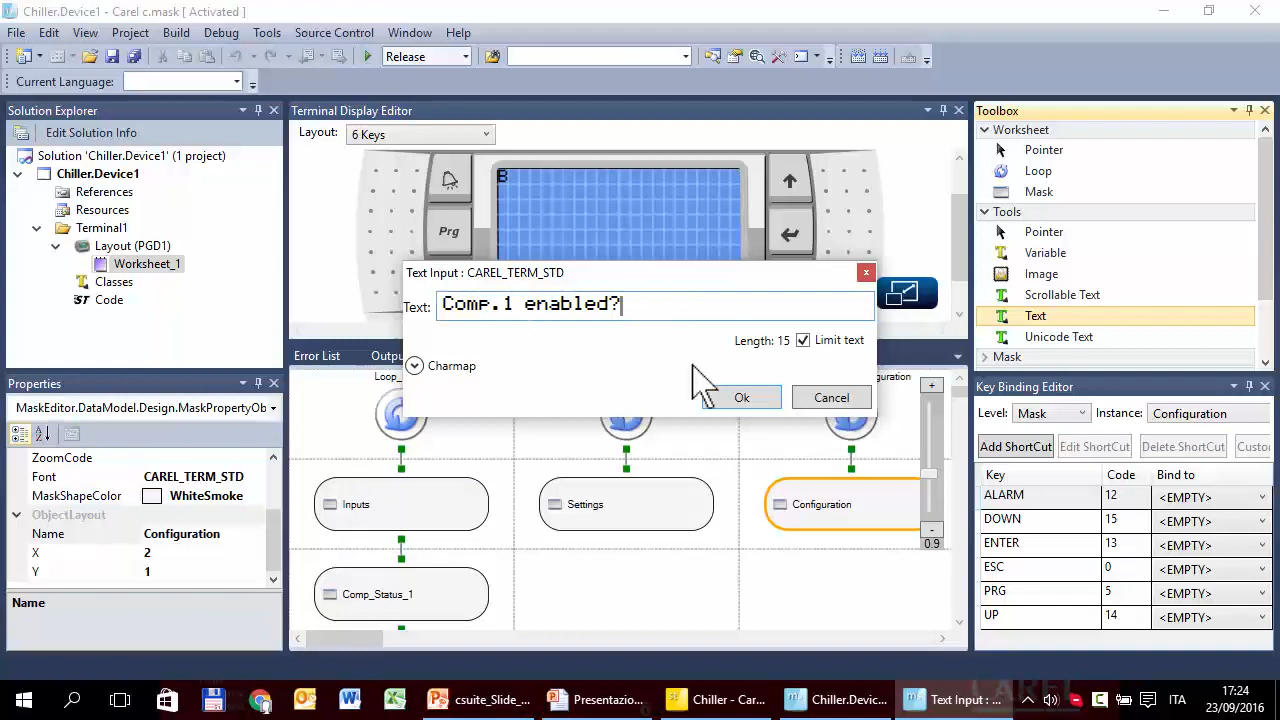 Chiller.Device1 - Carel c.mask [ Activated ]
File Edit View Project Build Debug Tools Source Control Window Help
Release
Current Language:
Solution Explorer
Edit Solution Info
Solution 'Chiller.Device1' (1 project)
Chiller.Device1
References
Resources
Terminal1
Layout (PGD1)
Worksheet_1
Classes
Code
Terminal Display Editor
Layout: 6 Keys
B
Prg
Text Input : CAREL_TERM_STD
Text: Comp.1 enabled?
Length: 15 Limit text
Charmap
Ok Cancel
Error List
Loop_
Inputs
Comp_Status_1
Settings
Configuration
+
-
0.9
Toolbox
Worksheet
Pointer
Loop
Mask
Tools
Pointer
Variable
Image
Scrollable Text
Text
Unicode Text
Mask
Properties
MaskEditor.DataModel.Design.MaskPropertyOb
ZoomCode
Font CAREL_TERM_STD
MaskShapeColor WhiteSmoke
ObjectLayout
Name Configuration
X 2
Y 1
Name
Key Binding Editor
Level: Mask Instance: Configuration
Add ShortCut Edit ShortCut Delete ShortCut Custo
Key Code Bind to
ALARM 12 <EMPTY>
DOWN 15 <EMPTY>
ENTER 13 <EMPTY>
ESC 0 <EMPTY>
PRG 5 <EMPTY>
UP 14 <EMPTY>
csuite_Slide_...
Presentazio...
Chiller - Car...
Chiller.Devic...
Text Input : ...
ITA
17:24
23/09/2016